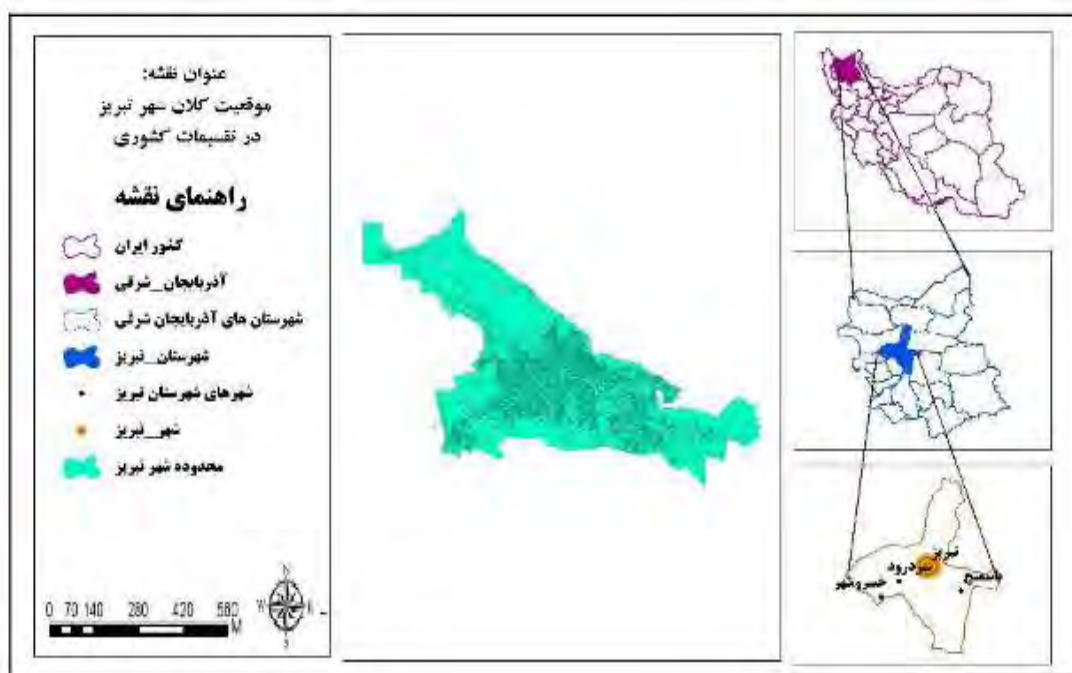 عنوان نقشه:
موقعیت کلان شهر تبریز
در تقسیمات کشوری
راهنمای نقشه
کشور ایران
آذربایجان_شرقی
شهرستان های آذربایجان شرقی
شهرستان_تبریز
شهرهای شهرستان تبریز
شهر_تبریز
محدوده شهر تبریز
N
W
S
0 70 140 280 420 560
M
تبریز
سردرود
خسروشهر
باسمنج